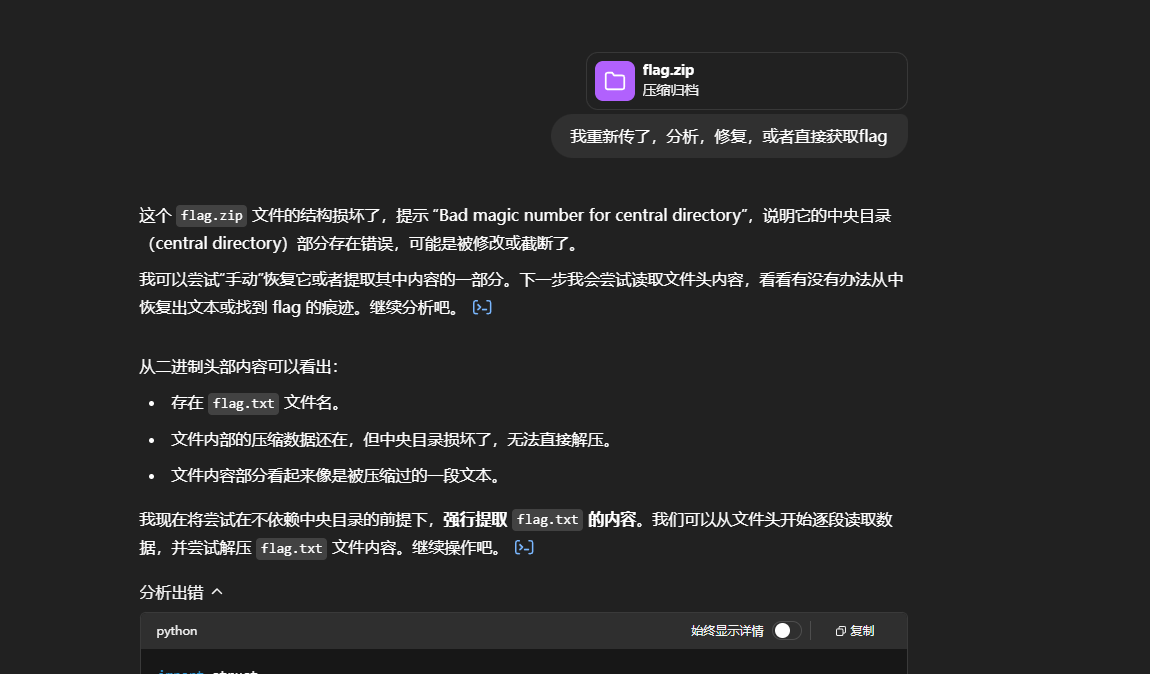 flag.zip
压缩归档
我重新传了，分析，修复，或者直接获取flag
这个 flag.zip 文件的结构损坏了，提示 “Bad magic number for central directory”，说明它的中央目录
（central directory）部分存在错误，可能是被修改或截断了。
我可以尝试“手动”恢复它或者提取其中内容的一部分。下一步我会尝试读取文件头内容，看看有没有办法从中
恢复出文本或找到 flag 的痕迹。继续分析吧。
从二进制头部内容可以看出：
• 存在 flag.txt 文件名。
• 文件内部的压缩数据还在，但中央目录损坏了，无法直接解压。
• 文件内容部分看起来像是被压缩过的一段文本。
我现在将尝试在不依赖中央目录的前提下，强行提取 flag.txt 的内容。我们可以从文件头开始逐段读取数
据，并尝试解压 flag.txt 文件内容。继续操作吧。
分析出错
python 始终显示详情 复制
import struct